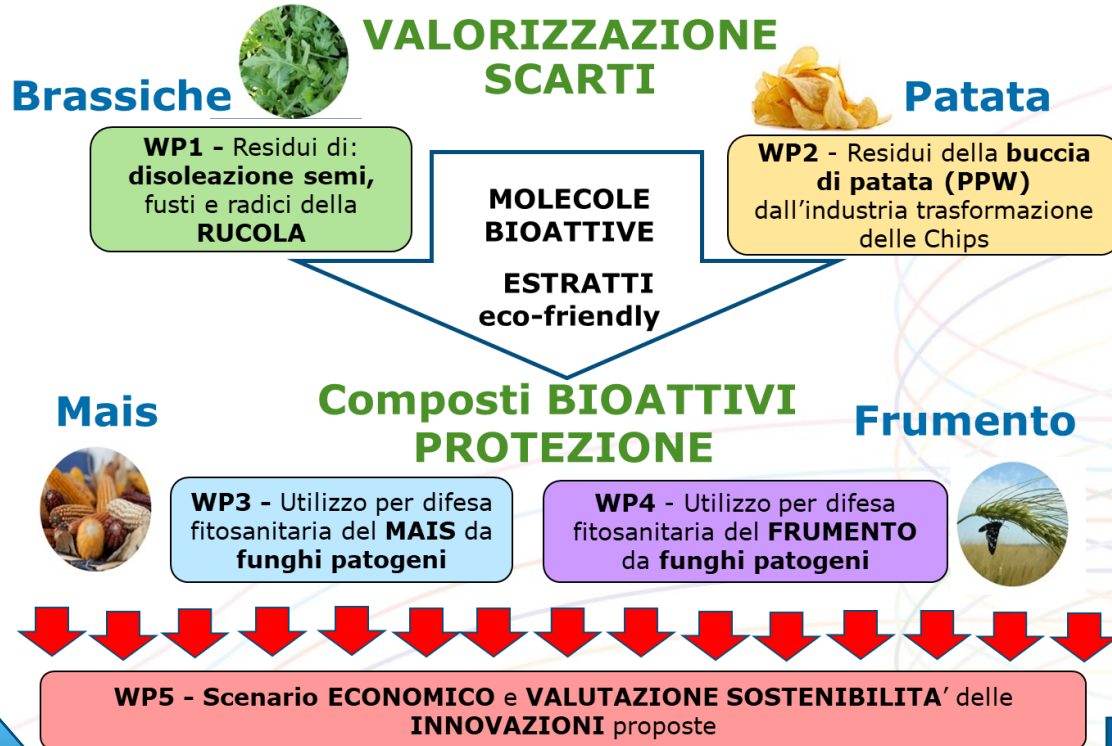 VALORIZZAZIONE
SCARTI
Brassiche
Patata
WP1 - Residui di:
disoleazione semi,
fusti e radici della
RUCOLA
WP2 - Residui della buccia
di patata (PPW)
dall'industria trasformazione
delle Chips
MOLECOLE
BIOATTIVE
ESTRATTI
eco-friendly
Composti BIOATTIVI
PROTEZIONE
Mais
Frumento
WP3 - Utilizzo per difesa
fitosanitaria del MAIS da
funghi patogeni
WP4 - Utilizzo per difesa
fitosanitaria del FRUMENTO
da funghi patogeni
WP5 - Scenario ECONOMICO e VALUTAZIONE SOSTENIBILITA' delle
INNOVAZIONI proposte